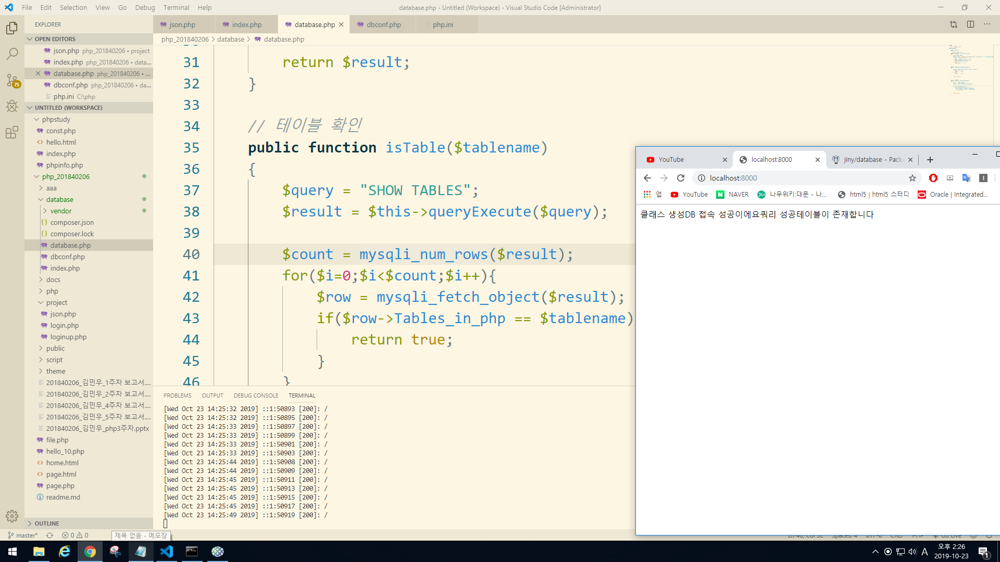 File Edit Selection View Go Debug Terminal Help
database.php - Untitled (Workspace) - Visual Studio Code [Administrator]
EXPLORER
OPEN EDITORS
json.php php_201840206 • project
index.php php_201840206 • data...
database.php php_201840206 • ...
dbconf.php php_201840206 • da...
php.ini C:\php
UNTITLED (WORKSPACE)
phpstudy
const.php
hello.html
index.php
phpinfo.php
php_201840206
aaa
database
vendor
composer.json
composer.lock
database.php
dbconf.php
index.php
docs
php
project
json.php
login.php
loginup.php
public
script
theme
201840206_김민우_1주차 보고서....
201840206_김민우_2주차 보고서....
201840206_김민우_4주차 보고서....
201840206_김민우_5주차 보고서....
201840206_김민우_php3주차.pptx
file.php
hello_10.php
home.html
page.html
page.php
readme.md
OUTLINE
75
json.php index.php database.php dbconf.php php.ini
php_201840206 > database > database.php
31 return $result;
32 }
33
34 // 테이블 확인
35 public function isTable($tablename)
36 {
37 $query = "SHOW TABLES";
38 $result = $this->queryExecute($query);
39
40 $count = mysqli_num_rows($result);
41 for($i=0;$i<$count;$i++){
42 $row = mysqli_fetch_object($result);
43 if($row->Tables_in_php == $tablename)
44 return true;
45 }
46 }
PROBLEMS OUTPUT DEBUG CONSOLE TERMINAL
[Wed Oct 23 14:25:32 2019] ::1:50893 [200]: /
[Wed Oct 23 14:25:32 2019] ::1:50895 [200]: /
[Wed Oct 23 14:25:33 2019] ::1:50897 [200]: /
[Wed Oct 23 14:25:33 2019] ::1:50899 [200]: /
[Wed Oct 23 14:25:33 2019] ::1:50901 [200]: /
[Wed Oct 23 14:25:33 2019] ::1:50903 [200]: /
[Wed Oct 23 14:25:44 2019] ::1:50908 [200]: /
[Wed Oct 23 14:25:44 2019] ::1:50909 [200]: /
[Wed Oct 23 14:25:45 2019] ::1:50911 [200]: /
[Wed Oct 23 14:25:45 2019] ::1:50913 [200]: /
[Wed Oct 23 14:25:45 2019] ::1:50915 [200]: /
[Wed Oct 23 14:25:45 2019] ::1:50917 [200]: /
[Wed Oct 23 14:25:49 2019] ::1:50919 [200]: /
YouTube localhost:8000 jiny/database - Packa
localhost:8000
앱 YouTube NAVER 나무위키:대문 - 나... html5 | html5 스터디 Oracle | Integrated...
클래스 생성DB 접속 성공이에요쿼리 성공테이블이 존재합니다
master* 0 0 제목 없음 - 메모장
A 오후 2:26
2019-10-23
1